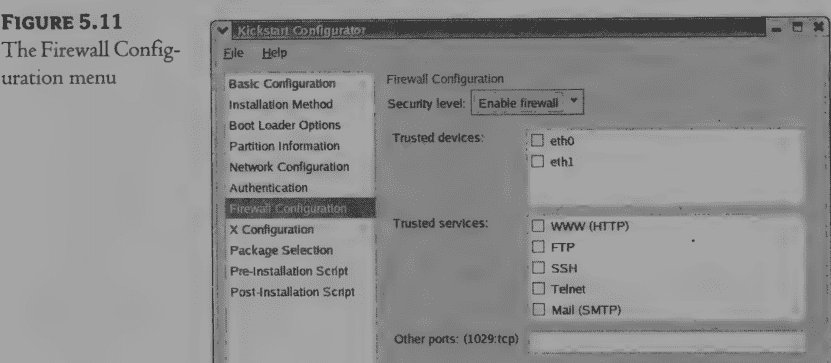 FIGURE 5.11
The Firewall Config-
uration menu
Kickstart Configurator
File Help
Basic Configuration
Installation Method
Boot Loader Options
Partition Information
Network Configuration
Authentication
Firewall Configuration
X Configuration
Package Selection
Pre-Installation Script
Post-Installation Script
Firewall Configuration
Security level: Enable firewall
Trusted devices:
eth0
eth1
Trusted services:
WWW (HTTP)
FTP
SSH
Telnet
Mail (SMTP)
Other ports: (1029:tcp)